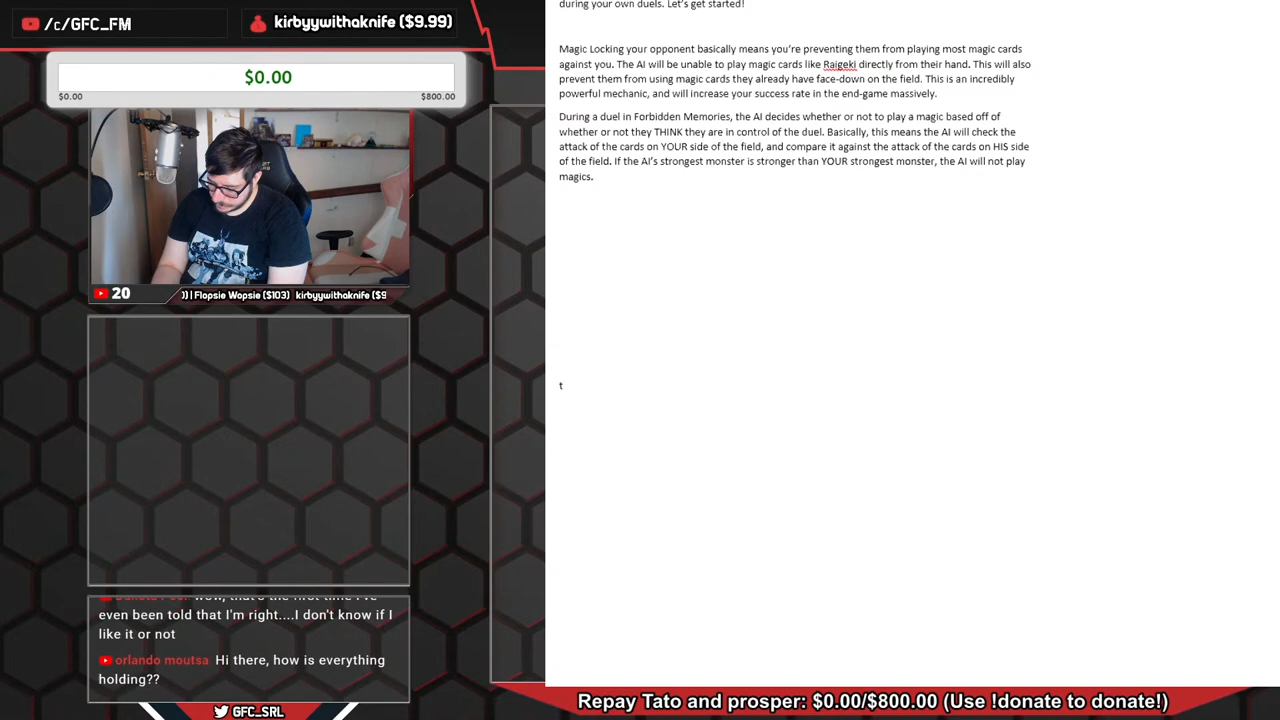 /c/GFC_FM
kirbyywithaknife ($9.99)
$0.00
$0.00
$800.00
20
)) | Flopsie Wopsie ($103) kirbyywithaknife ($9
even been told that I'm right....I don't know if I
like it or not
orlando moutsa Hi there, how is everything
holding??
GFC_SRL
during your own duels. Let's get started!
Magic Locking your opponent basically means you're preventing them from playing most magic cards
against you. The AI will be unable to play magic cards like Raigeki directly from their hand. This will also
prevent them from using magic cards they already have face-down on the field. This is an incredibly
powerful mechanic, and will increase your success rate in the end-game massively.
During a duel in Forbidden Memories, the AI decides whether or not to play a magic based off of
whether or not they THINK they are in control of the duel. Basically, this means the AI will check the
attack of the cards on YOUR side of the field, and compare it against the attack of the cards on HIS side
of the field. If the AI's strongest monster is stronger than YOUR strongest monster, the AI will not play
magics.
t
Repay Tato and prosper: $0.00/$800.00 (Use !donate to donate!)